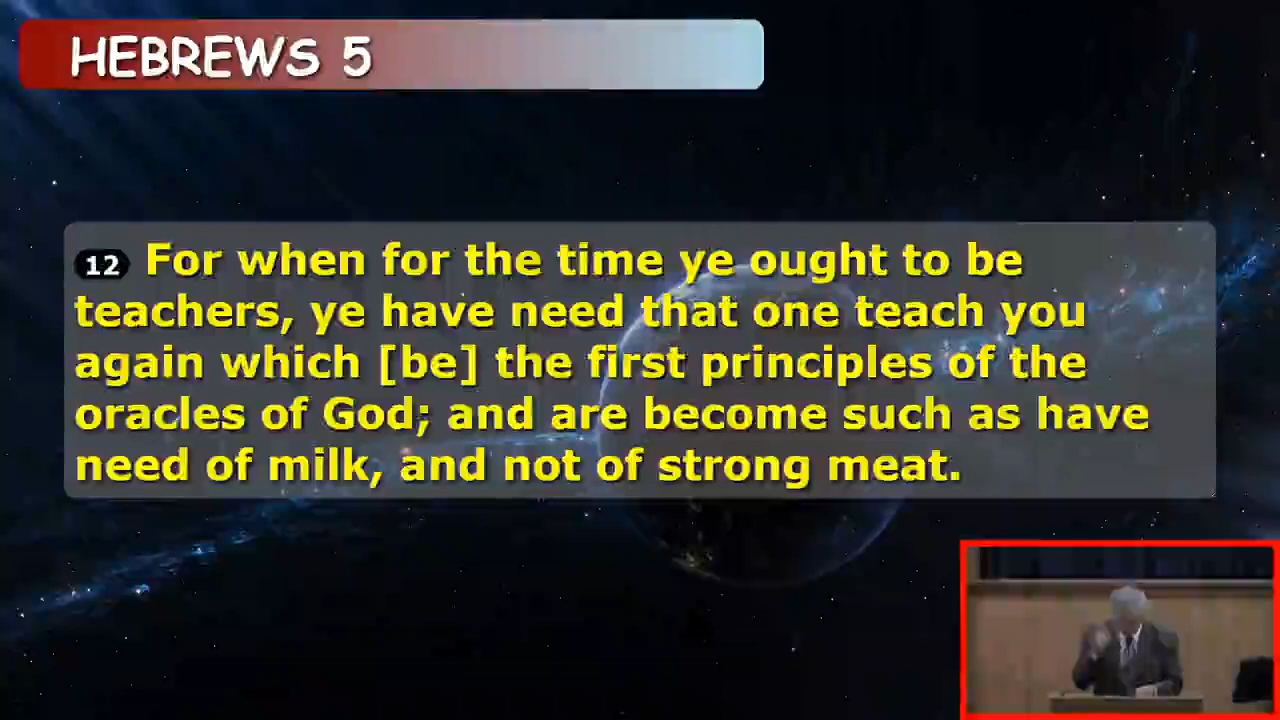 HEBREWS 5
12 For when for the time ye ought to be
teachers, ye have need that one teach you
again which [be] the first principles of the
oracles of God; and are become such as have
need of milk, and not of strong meat.